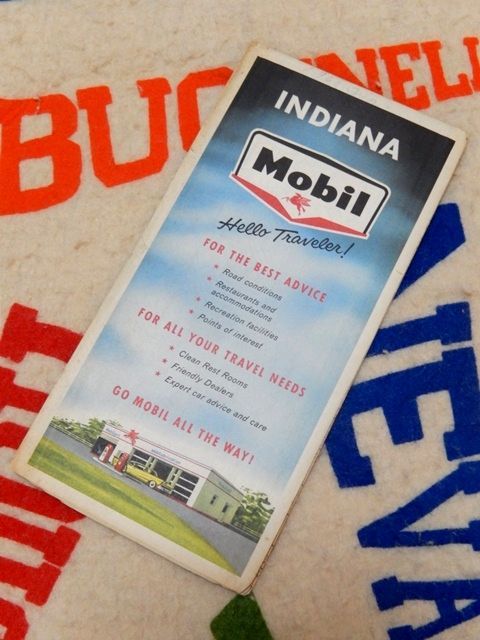 BUCKNELL
INDIANA
Mobil
Hello Traveler!
FOR THE BEST ADVICE
★ Road conditions
★ Restaurants and
accommodations
★ Recreation facilities
★ Points of interest
FOR ALL YOUR TRAVEL NEEDS
★ Clean Rest Rooms
★ Friendly Dealers
★ Expert car advice and care
GO MOBIL ALL THE WAY!
NEVA